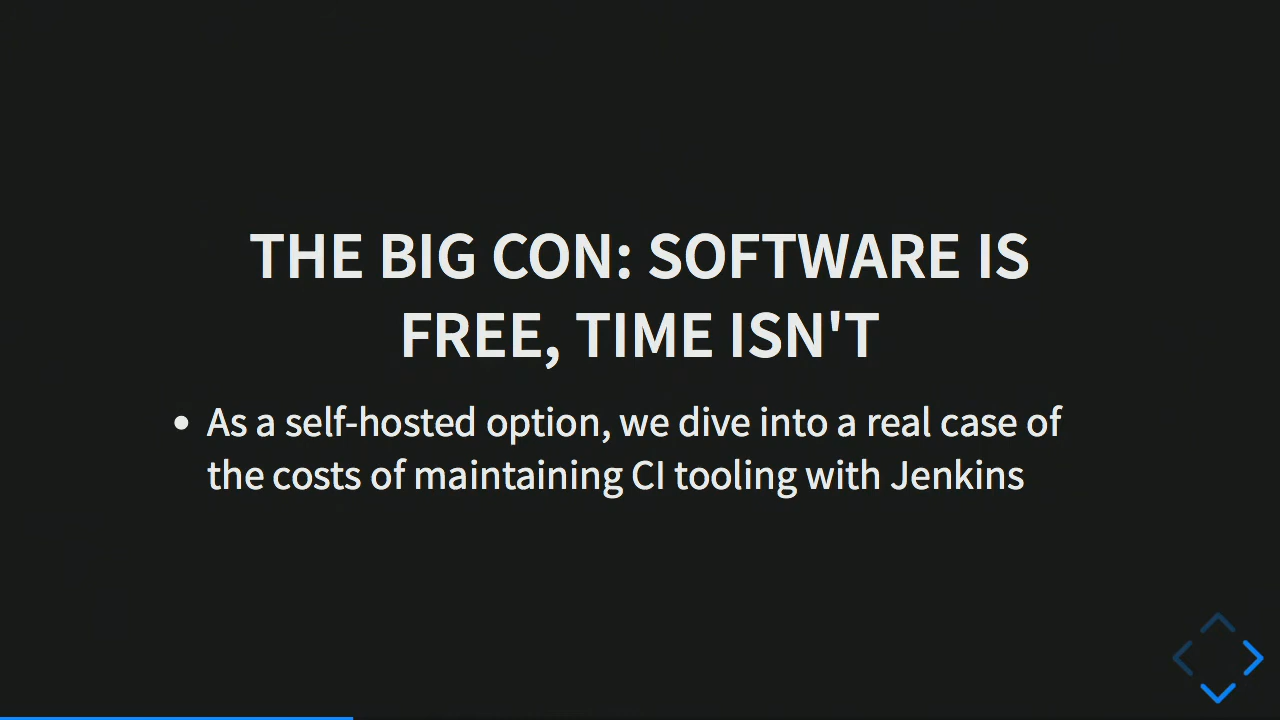 THE BIG CON: SOFTWARE IS
FREE, TIME ISN'T
• As a self-hosted option, we dive into a real case of
the costs of maintaining CI tooling with Jenkins